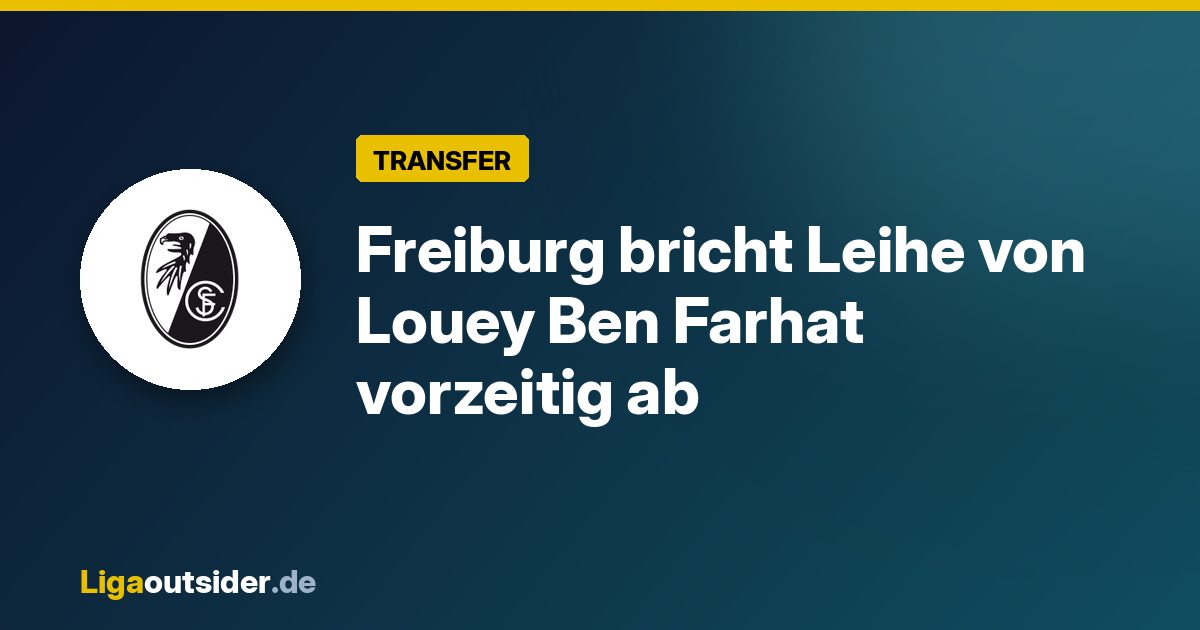 TRANSFER
Freiburg bricht Leihe von
Louey Ben Farhat
vorzeitig ab
Ligaoutsider.de